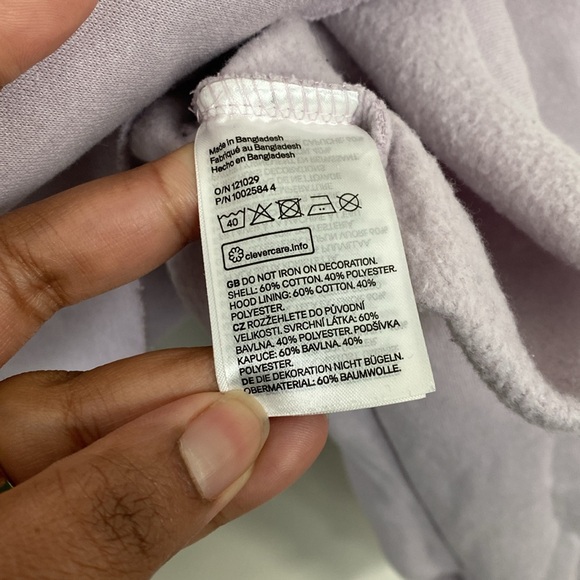 Made in Bangladesh
Fabriqué au Bangladesh
Hecho en Bangladesh
O/N 121029
P/N 1002584 4
40
clevercare.info
GB DO NOT IRON ON DECORATION.
SHELL: 60% COTTON. 40% POLYESTER.
HOOD LINING: 60% COTTON. 40%
POLYESTER.
CZ ROZŽEHLETE DO PŮVODNÍ
VELIKOSTI. SVRCHNÍ LÁTKA: 60%
BAVLNA. 40% POLYESTER. PODŠÍVKA
KAPUCE: 60% BAVLNA. 40%
POLYESTER.
DE DIE DEKORATION NICHT BÜGELN.
OBERMATERIAL: 60% BAUMWOLLE.